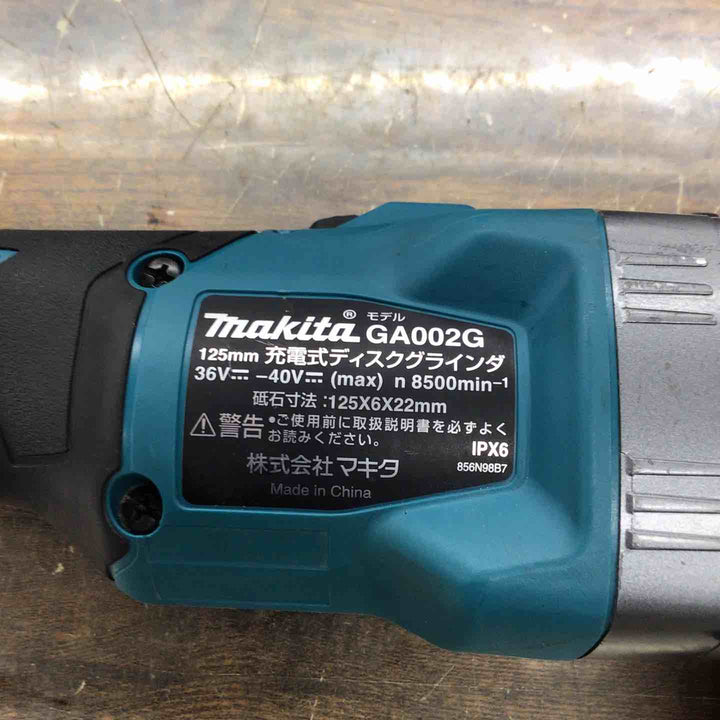 makita® モデル GA002G
125mm 充電式ディスクグラインダ
36V⎓ –40V⎓ (max) n 8500min⁻¹
砥石寸法:125X6X22mm
⚠警告 •ご使用前に取扱説明書を必ずよく
お読みください。
IPX6
株式会社 マキタ
856N98B7
Made in China